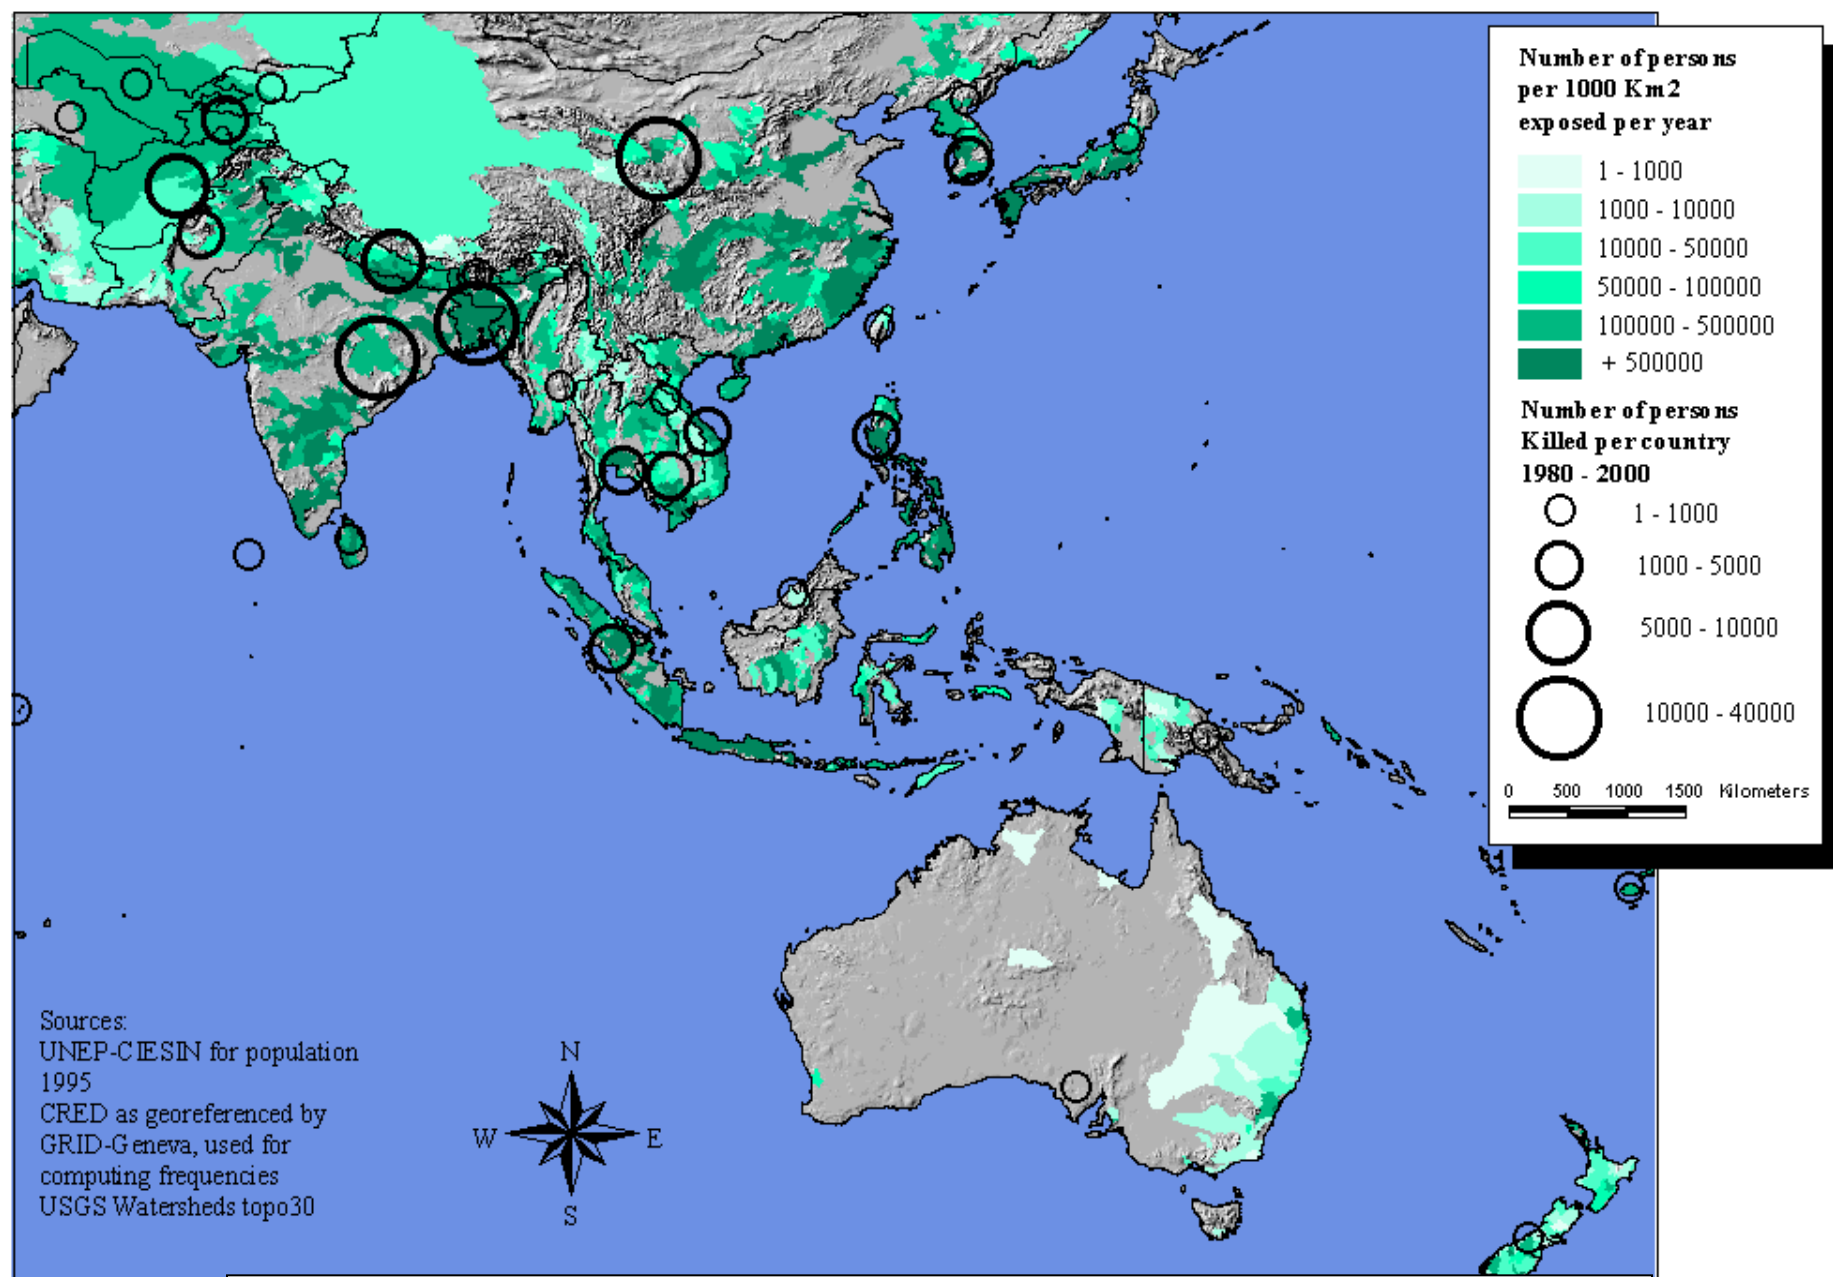 Number of persons
per 1000 Km2
exposed per year
1 - 1000
1000 - 10000
10000 - 50000
50000 - 100000
100000 - 500000
+ 500000
Number of persons
Killed per country
1980 - 2000
1 - 1000
1000 - 5000
5000 - 10000
10000 - 40000
0 500 1000 1500 Kilometers
Sources:
UNEP-CIESIN for population
1995
CRED as georeferenced by
GRID-Geneva, used for
computing frequencies
USGS Watersheds topo30
N
W E
S